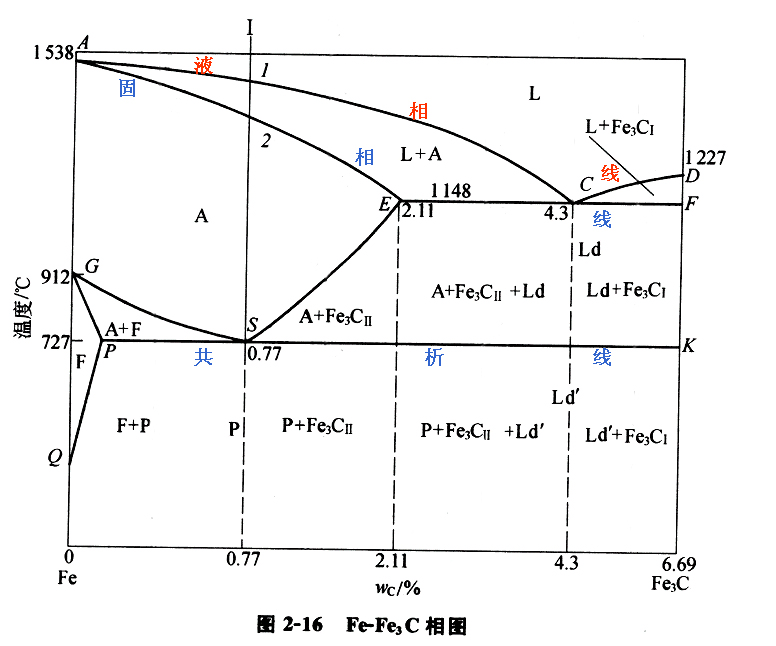 I
A
1538
液
1
固
相
L
2
相
L+A
L+Fe₃CⅠ
1227
线
C
D
E
1148
2.11
4.3
F
线
A
Ld
G
912
A+Fe₃CⅡ +Ld
Ld+Fe₃CⅠ
温度/℃
A+F
S
A+Fe₃CⅡ
727
P
共
0.77
析
线
K
F
Ld′
F+P
P
P+Fe₃CⅡ
P+Fe₃CⅡ +Ld′
Ld′+Fe₃CⅠ
Q
0
0.77
2.11
4.3
6.69
Fe
wC/%
Fe₃C
图 2-16 Fe-Fe₃C 相图